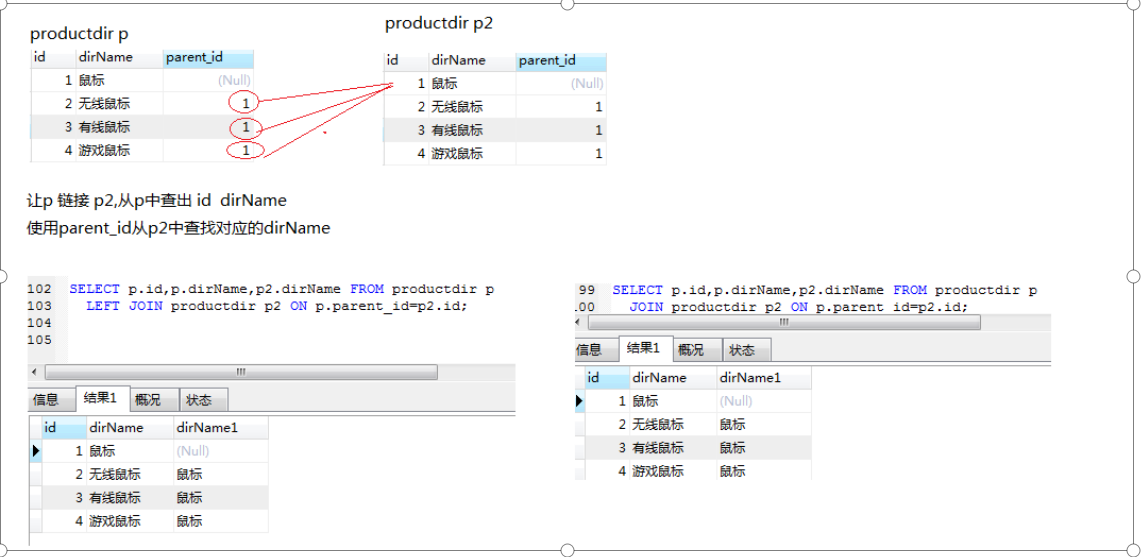 productdir p
id dirName parent_id
1 鼠标 (Null)
2 无线鼠标 1
3 有线鼠标 1
4 游戏鼠标 1
productdir p2
id dirName parent_id
1 鼠标 (Null)
2 无线鼠标 1
3 有线鼠标 1
4 游戏鼠标 1
让p 链接 p2,从p中查出 id dirName
使用parent_id从p2中查找对应的dirName
102 SELECT p.id,p.dirName,p2.dirName FROM productdir p
103 LEFT JOIN productdir p2 ON p.parent_id=p2.id;
104
105
信息 结果1 概况 状态
id dirName dirName1
1 鼠标 (Null)
2 无线鼠标 鼠标
3 有线鼠标 鼠标
4 游戏鼠标 鼠标
99 SELECT p.id,p.dirName,p2.dirName FROM productdir p
00 JOIN productdir p2 ON p.parent_id=p2.id;
信息 结果1 概况 状态
id dirName dirName1
1 鼠标 (Null)
2 无线鼠标 鼠标
3 有线鼠标 鼠标
4 游戏鼠标 鼠标